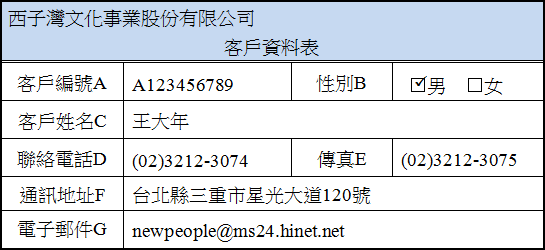 西子灣文化事業股份有限公司
客戶資料表
客戶編號A A123456789 性別B ☑男 □女
客戶姓名C 王大年
聯絡電話D (02)3212-3074 傳真E (02)3212-3075
通訊地址F 台北縣三重市星光大道120號
電子郵件G newpeople@ms24.hinet.net